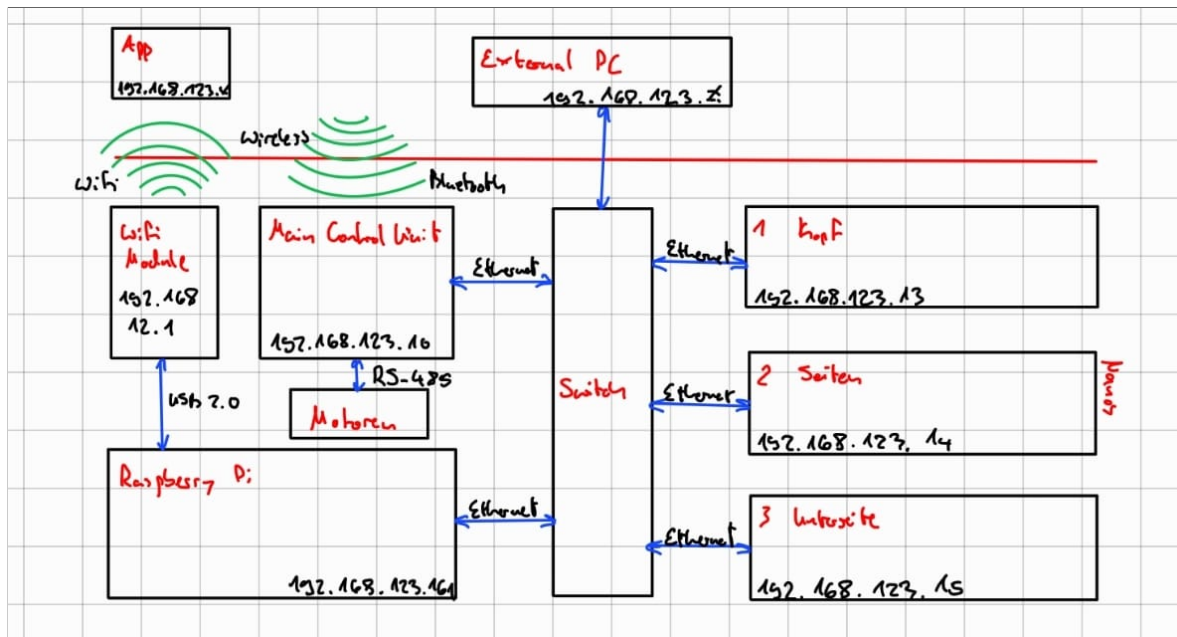 App
192.168.123.x
External PC
192.168.123.z
Wireless
Wifi
Bluetooth
Wifi
Module
192.168
12.1
USB 2.0
Main Control Unit
192.168.123.10
RS-485
Motoren
Raspberry Pi
192.168.123.161
Ethernet
Ethernet
Switch
Ethernet
Ethernet
Ethernet
1 Kopf
192.168.123.13
2 Seiten
192.168.123.14
Nanos
3 Unterseite
192.168.123.15